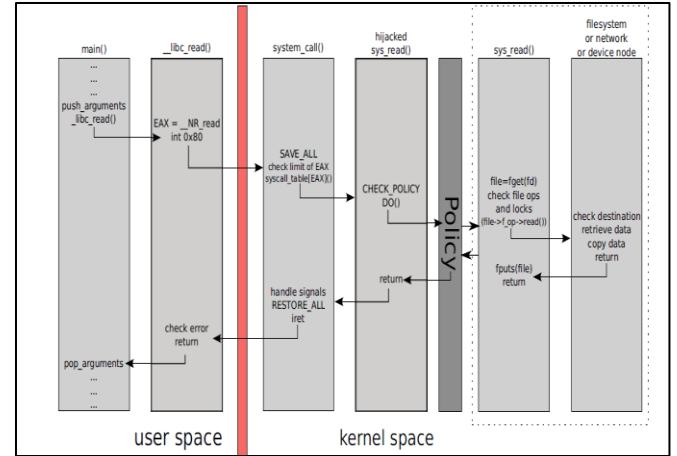 main()
...
...
...
push_arguments
_libc_read()
pop_arguments
...
...
...
__libc_read()
EAX = __NR_read
int 0x80
check error
return
user space
system_call()
SAVE_ALL
check limit of EAX
syscall_table[EAX]()
handle signals
RESTORE_ALL
iret
hijacked
sys_read()
CHECK_POLICY
DO()
return
kernel space
Policy
sys_read()
file=fget(fd)
check file ops
and locks
(file->f_op->read())
fputs(file)
return
filesystem
or network
or device node
check destination
retrieve data
copy data
return